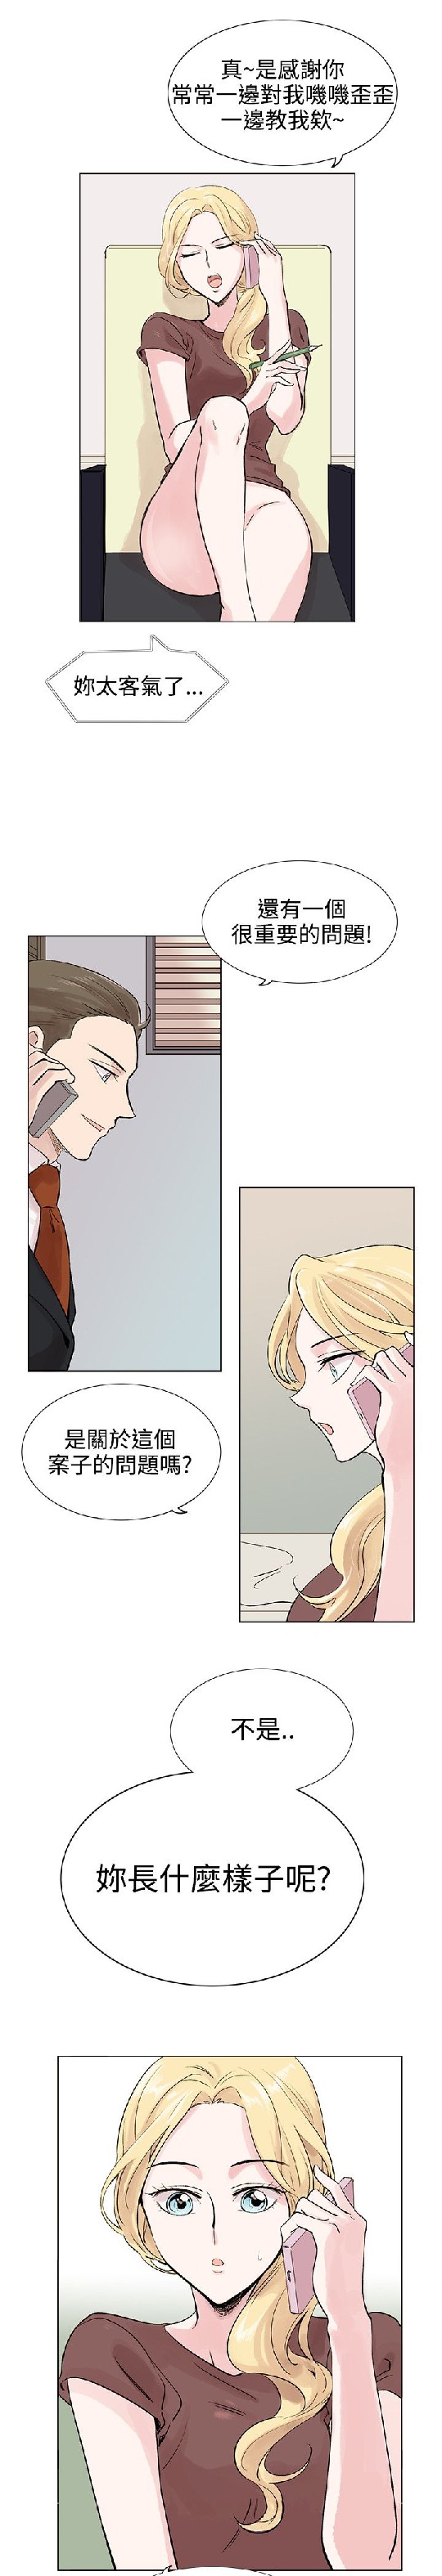 真~是感謝你
常常一邊對我嘰嘰歪歪
一邊教我欸~
妳太客氣了...
還有一個
很重要的問題!
是關於這個
案子的問題嗎?
不是..
妳長什麼樣子呢?